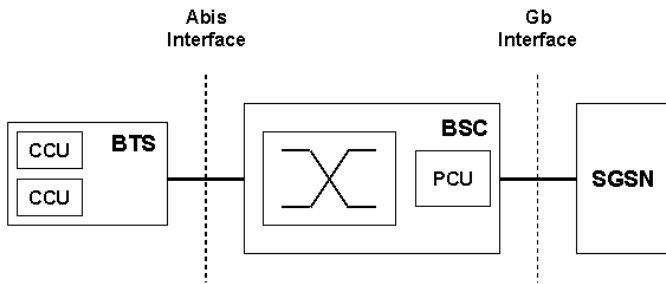 Abis
Interface
Gb
Interface
BTS
CCU
CCU
BSC
PCU
SGSN